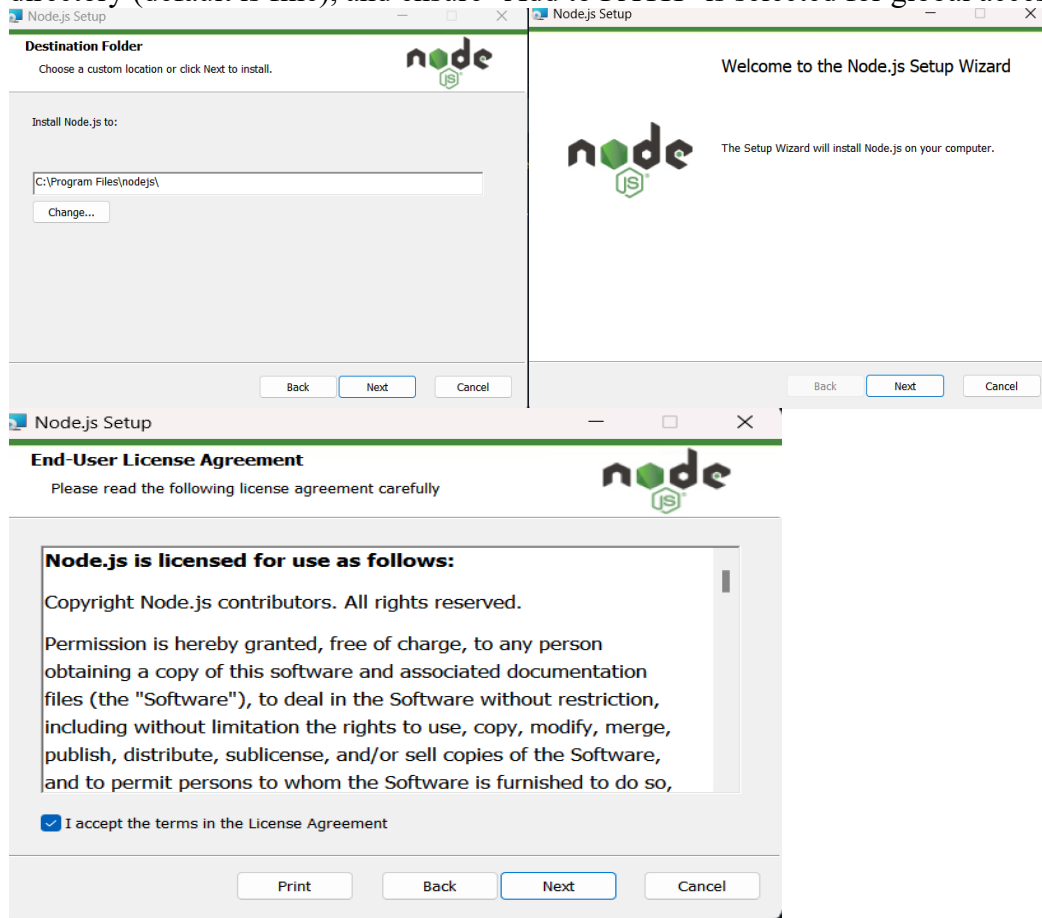 Node.js Setup
Destination Folder
Choose a custom location or click Next to install.
node
JS
Install Node.js to:
C:\Program Files\nodejs\
Change...
Back Next Cancel
Node.js Setup
Welcome to the Node.js Setup Wizard
node
JS
The Setup Wizard will install Node.js on your computer.
Back Next Cancel
Node.js Setup
End-User License Agreement
Please read the following license agreement carefully
node
JS
Node.js is licensed for use as follows:
Copyright Node.js contributors. All rights reserved.
Permission is hereby granted, free of charge, to any person
obtaining a copy of this software and associated documentation
files (the "Software"), to deal in the Software without restriction,
including without limitation the rights to use, copy, modify, merge,
publish, distribute, sublicense, and/or sell copies of the Software,
and to permit persons to whom the Software is furnished to do so,
I accept the terms in the License Agreement
Print Back Next Cancel